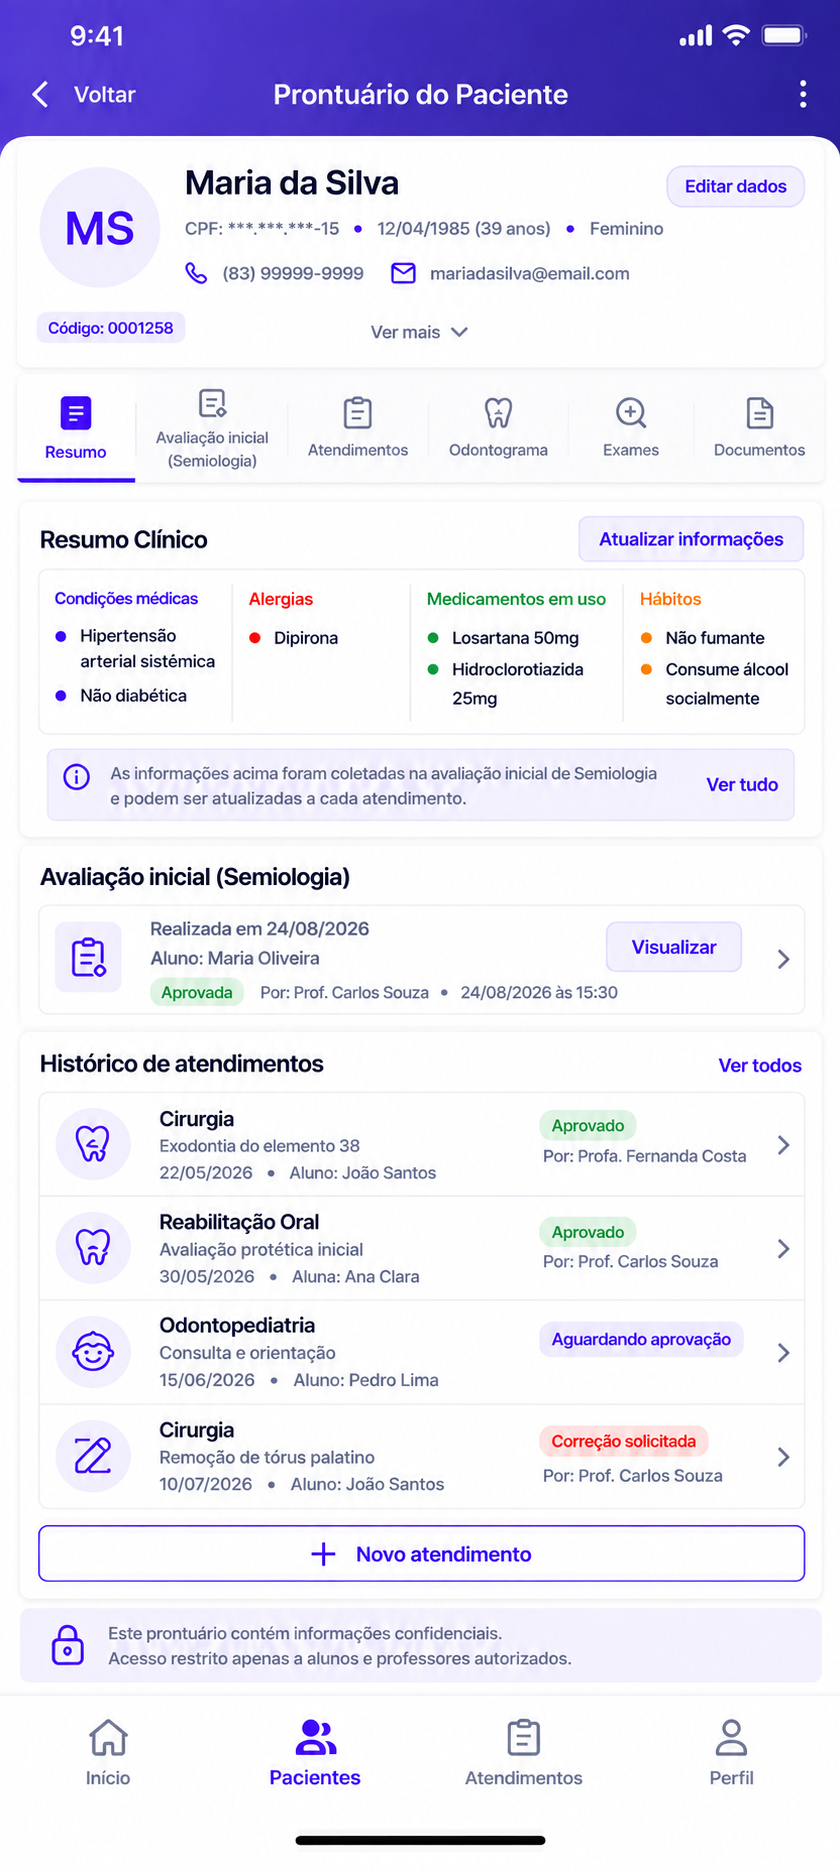 9:41
Voltar
Prontuário do Paciente
MS
Maria da Silva
Editar dados
CPF: ***.***.***-15 • 12/04/1985 (39 anos) • Feminino
(83) 99999-9999
mariadasilva@email.com
Código: 0001258
Ver mais
Resumo
Avaliação inicial
(Semiologia)
Atendimentos
Odontograma
Exames
Documentos
Resumo Clínico
Atualizar informações
Condições médicas
Hipertensão
arterial sistémica
Não diabética
Alergias
Dipirona
Medicamentos em uso
Losartana 50mg
Hidroclorotiazida
25mg
Hábitos
Não fumante
Consume álcool
socialmente
As informações acima foram coletadas na avaliação inicial de Semiologia
e podem ser atualizadas a cada atendimento.
Ver tudo
Avaliação inicial (Semiologia)
Realizada em 24/08/2026
Aluno: Maria Oliveira
Aprovada
Por: Prof. Carlos Souza • 24/08/2026 às 15:30
Visualizar
Histórico de atendimentos
Ver todos
Cirurgia
Exodontia do elemento 38
22/05/2026 • Aluno: João Santos
Aprovado
Por: Profa. Fernanda Costa
Reabilitação Oral
Avaliação protética inicial
30/05/2026 • Aluna: Ana Clara
Aprovado
Por: Prof. Carlos Souza
Odontopediatria
Consulta e orientação
15/06/2026 • Aluno: Pedro Lima
Aguardando aprovação
Cirurgia
Remoção de tórus palatino
10/07/2026 • Aluno: João Santos
Correção solicitada
Por: Prof. Carlos Souza
+ Novo atendimento
Este prontuário contém informações confidenciais.
Acesso restrito apenas a alunos e professores autorizados.
Início
Pacientes
Atendimentos
Perfil